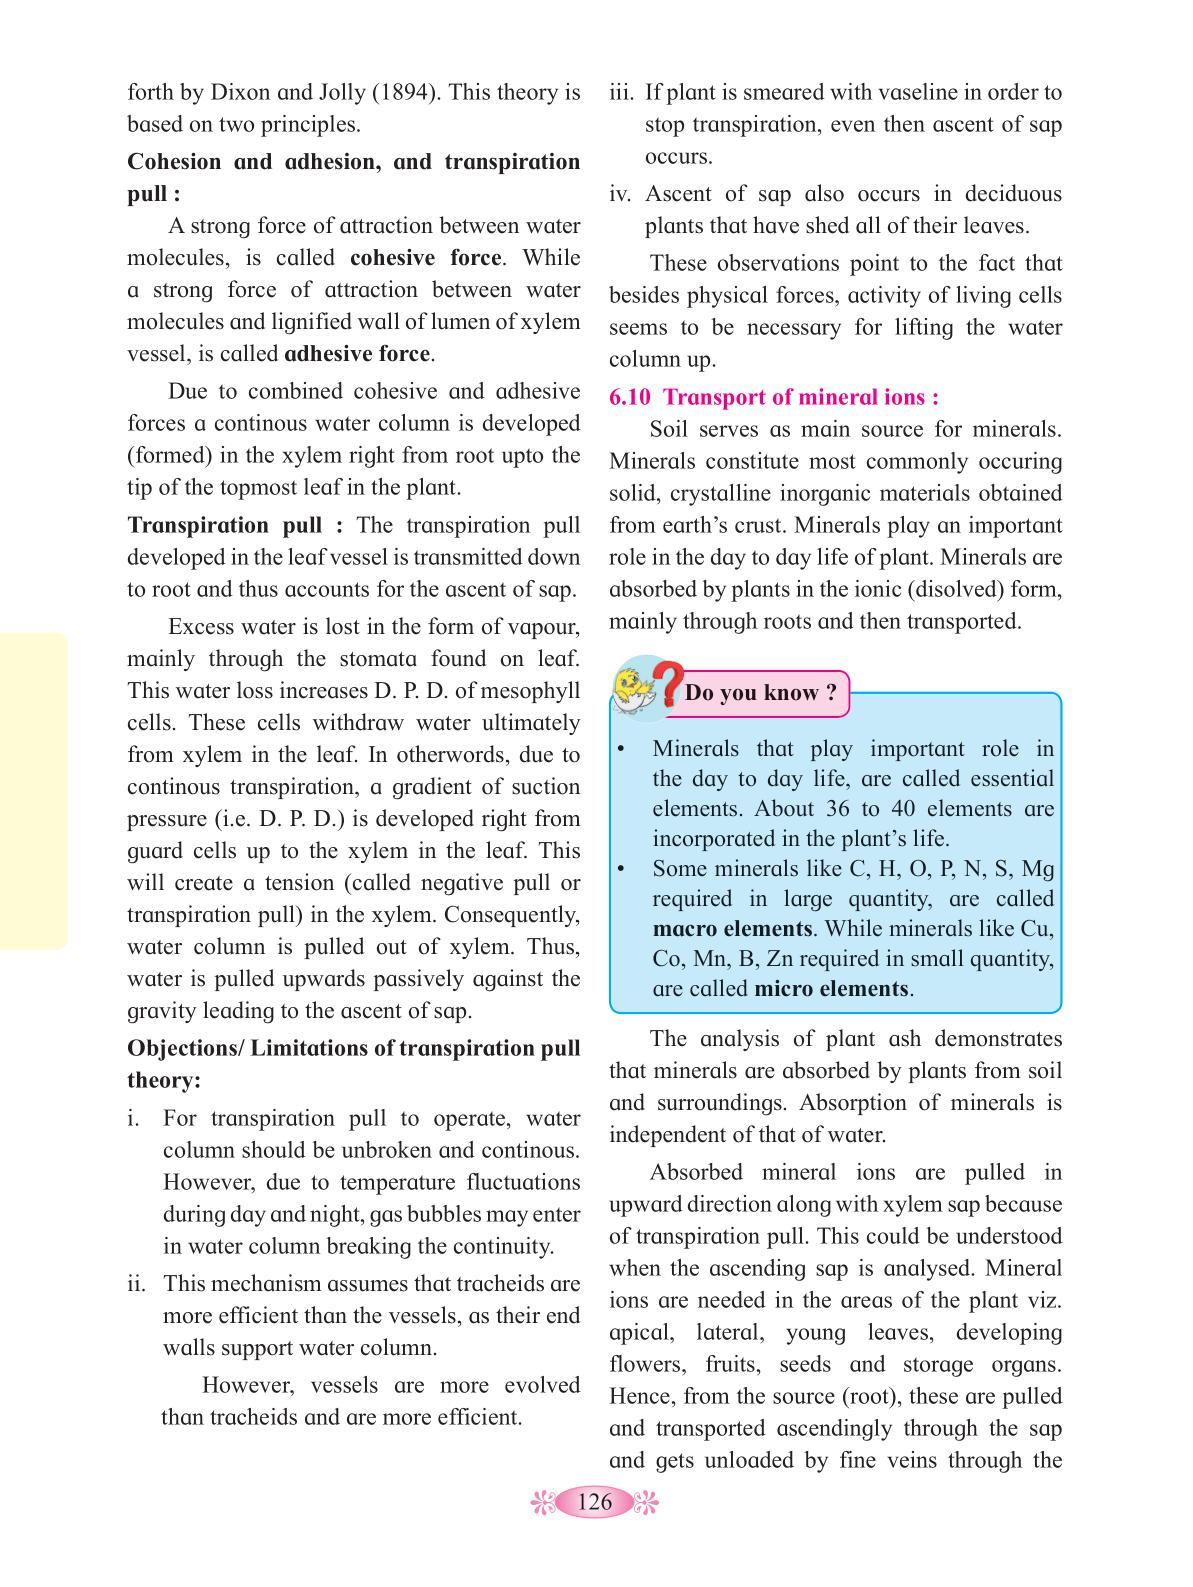 forth by Dixon and Jolly (1894). This theory is
based on two principles.
Cohesion and adhesion, and transpiration
pull :
A strong force of attraction between water
molecules, is called cohesive force. While
a strong force of attraction between water
molecules and lignified wall of lumen of xylem
vessel, is called adhesive force.
Due to combined cohesive and adhesive
forces a continous water column is developed
(formed) in the xylem right from root upto the
tip of the topmost leaf in the plant.
Transpiration pull : The transpiration pull
developed in the leaf vessel is transmitted down
to root and thus accounts for the ascent of sap.
Excess water is lost in the form of vapour,
mainly through the stomata found on leaf.
This water loss increases D. P. D. of mesophyll
cells. These cells withdraw water ultimately
from xylem in the leaf. In otherwords, due to
continous transpiration, a gradient of suction
pressure (i.e. D. P. D.) is developed right from
guard cells up to the xylem in the leaf. This
will create a tension (called negative pull or
transpiration pull) in the xylem. Consequently,
water column is pulled out of xylem. Thus,
water is pulled upwards passively against the
gravity leading to the ascent of sap.
Objections/ Limitations of transpiration pull
theory:
i. For transpiration pull to operate, water
column should be unbroken and continous.
However, due to temperature fluctuations
during day and night, gas bubbles may enter
in water column breaking the continuity.
ii. This mechanism assumes that tracheids are
more efficient than the vessels, as their end
walls support water column.
However, vessels are more evolved
than tracheids and are more efficient.
iii. If plant is smeared with vaseline in order to
stop transpiration, even then ascent of sap
occurs.
iv. Ascent of sap also occurs in deciduous
plants that have shed all of their leaves.
These observations point to the fact that
besides physical forces, activity of living cells
seems to be necessary for lifting the water
column up.
6.10 Transport of mineral ions :
Soil serves as main source for minerals.
Minerals constitute most commonly occuring
solid, crystalline inorganic materials obtained
from earth’s crust. Minerals play an important
role in the day to day life of plant. Minerals are
absorbed by plants in the ionic (disolved) form,
mainly through roots and then transported.
Do you know ?
• Minerals that play important role in
the day to day life, are called essential
elements. About 36 to 40 elements are
incorporated in the plant’s life.
• Some minerals like C, H, O, P, N, S, Mg
required in large quantity, are called
macro elements. While minerals like Cu,
Co, Mn, B, Zn required in small quantity,
are called micro elements.
The analysis of plant ash demonstrates
that minerals are absorbed by plants from soil
and surroundings. Absorption of minerals is
independent of that of water.
Absorbed mineral ions are pulled in
upward direction along with xylem sap because
of transpiration pull. This could be understood
when the ascending sap is analysed. Mineral
ions are needed in the areas of the plant viz.
apical, lateral, young leaves, developing
flowers, fruits, seeds and storage organs.
Hence, from the source (root), these are pulled
and transported ascendingly through the sap
and gets unloaded by fine veins through the
126